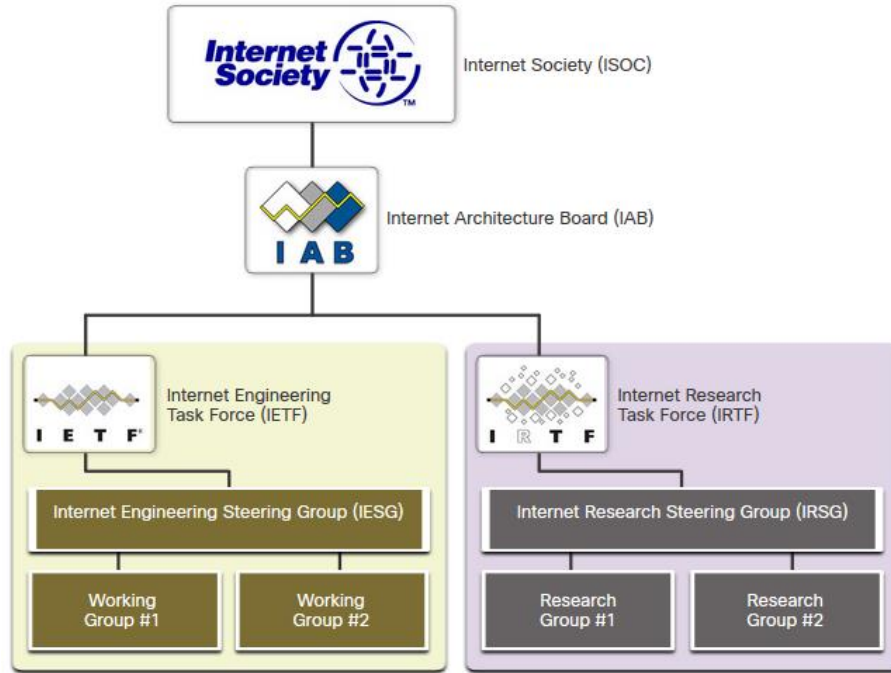 Internet
Society
TM
Internet Society (ISOC)
I A B
Internet Architecture Board (IAB)
I E T F®
Internet Engineering
Task Force (IETF)
I R T F
Internet Research
Task Force (IRTF)
Internet Engineering Steering Group (IESG)
Internet Research Steering Group (IRSG)
Working
Group #1
Working
Group #2
Research
Group #1
Research
Group #2